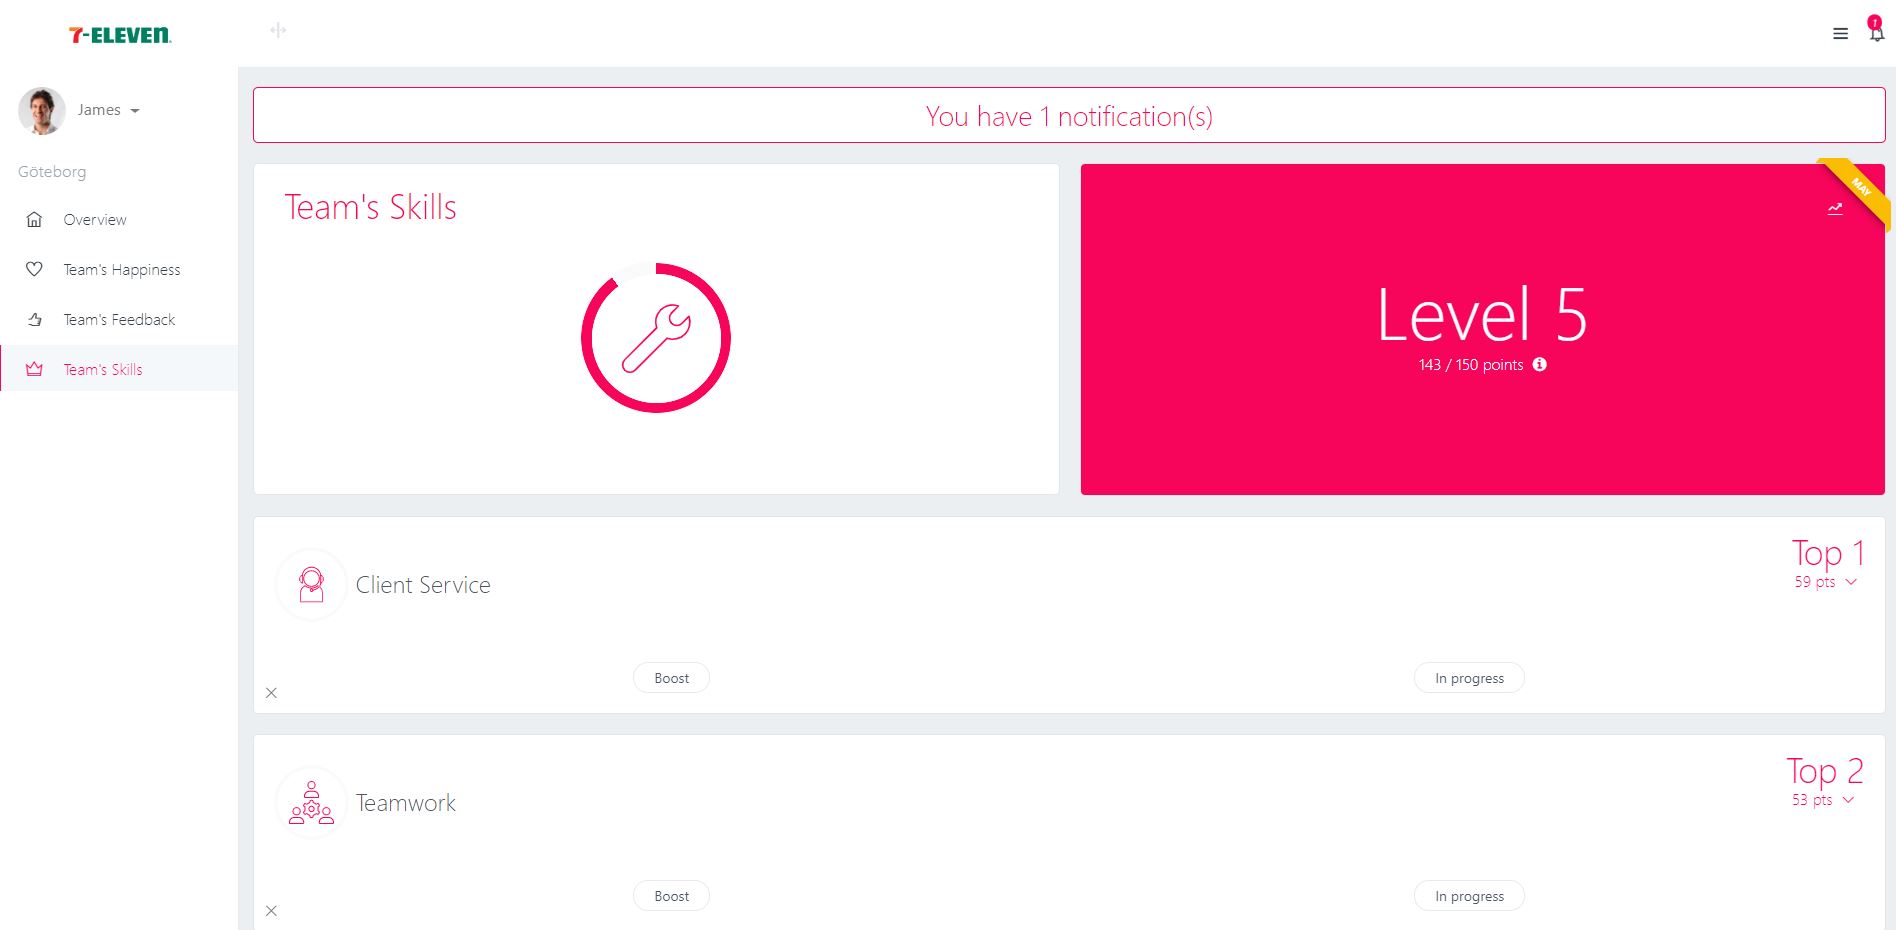 7-ELEVEN
1
James
You have 1 notification(s)
Göteborg
Overview
Team's Happiness
Team's Feedback
Team's Skills
Team's Skills
MAY
Level 5
143 / 150 points
Client Service
Top 1
59 pts
Boost
In progress
Teamwork
Top 2
53 pts
Boost
In progress